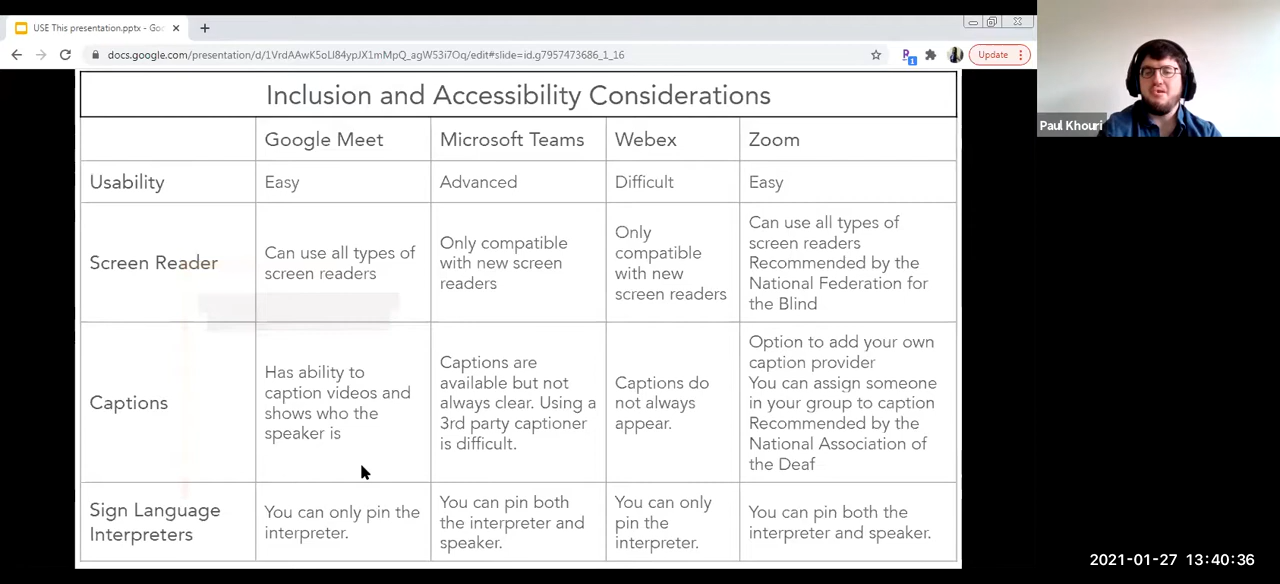 USE This presentation.pptx - Goo
docs.google.com/presentation/d/1VrdAAwK5oU84ypJX1mMpQ_agW53i7Oq/edit#slide=id.g7957473686_1_16
1
Update
Paul Khouri
Inclusion and Accessibility Considerations
Google Meet
Microsoft Teams
Webex
Zoom
Usability
Easy
Advanced
Difficult
Easy
Screen Reader
Can use all types of
screen readers
Only compatible
with new screen
readers
Only
compatible
with new
screen readers
Can use all types of
screen readers
Recommended by the
National Federation for
the Blind
Captions
Has ability to
caption videos and
shows who the
speaker is
Captions are
available but not
always clear. Using a
3rd party captioner
is difficult.
Captions do
not always
appear.
Option to add your own
caption provider
You can assign someone
in your group to caption
Recommended by the
National Association of
the Deaf
Sign Language
Interpreters
You can only pin the
interpreter.
You can pin both
the interpreter and
speaker.
You can only
pin the
interpreter.
You can pin both the
interpreter and speaker.
2021-01-27 13:40:36